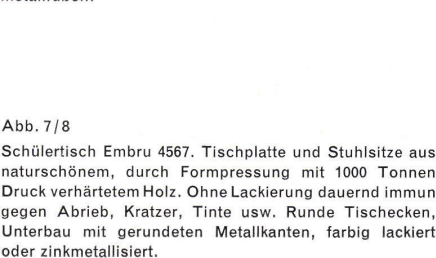 Abb. 7/8
Schülertisch Embru 4567. Tischplatte und Stuhlsitze aus
naturschönem, durch Formpressung mit 1000 Tonnen
Druck verhärtetem Holz. Ohne Lackierung dauernd immun
gegen Abrieb, Kratzer, Tinte usw. Runde Tischecken,
Unterbau mit gerundeten Metallkanten, farbig lackiert
oder zinkmetallisiert.